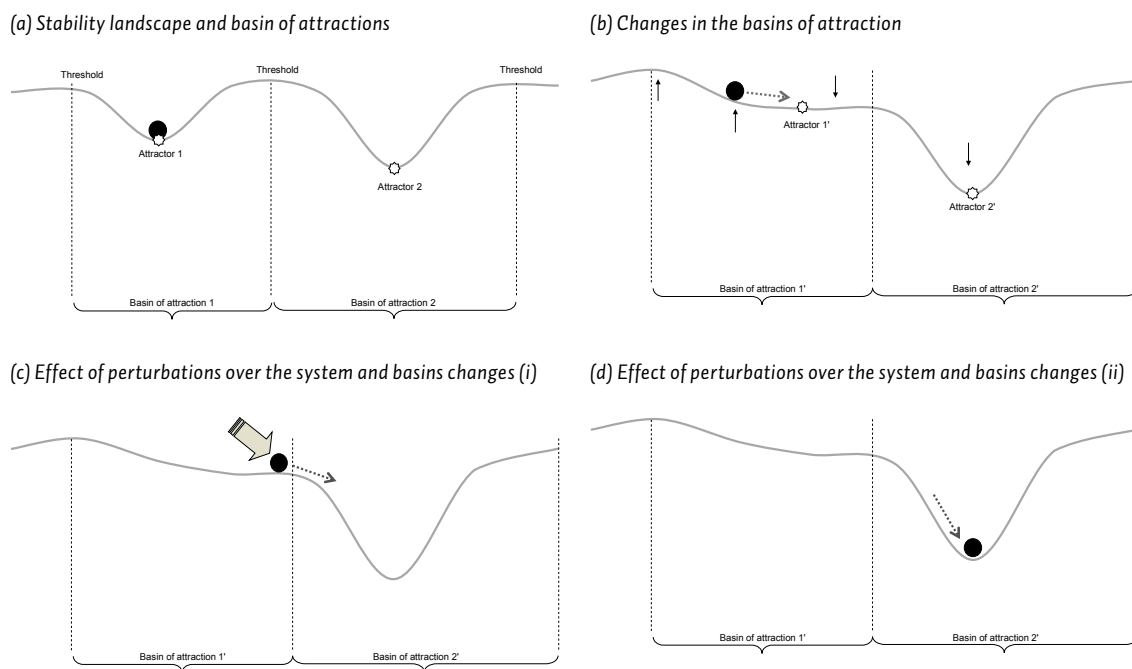 (a) Stability landscape and basin of attractions
Threshold
Threshold
Threshold
Attractor 1
Attractor 2
Basin of attraction 1
Basin of attraction 2
(b) Changes in the basins of attraction
Attractor 1'
Attractor 2'
Basin of attraction 1'
Basin of attraction 2'
(c) Effect of perturbations over the system and basins changes (i)
Basin of attraction 1'
Basin of attraction 2'
(d) Effect of perturbations over the system and basins changes (ii)
Basin of attraction 1'
Basin of attraction 2'